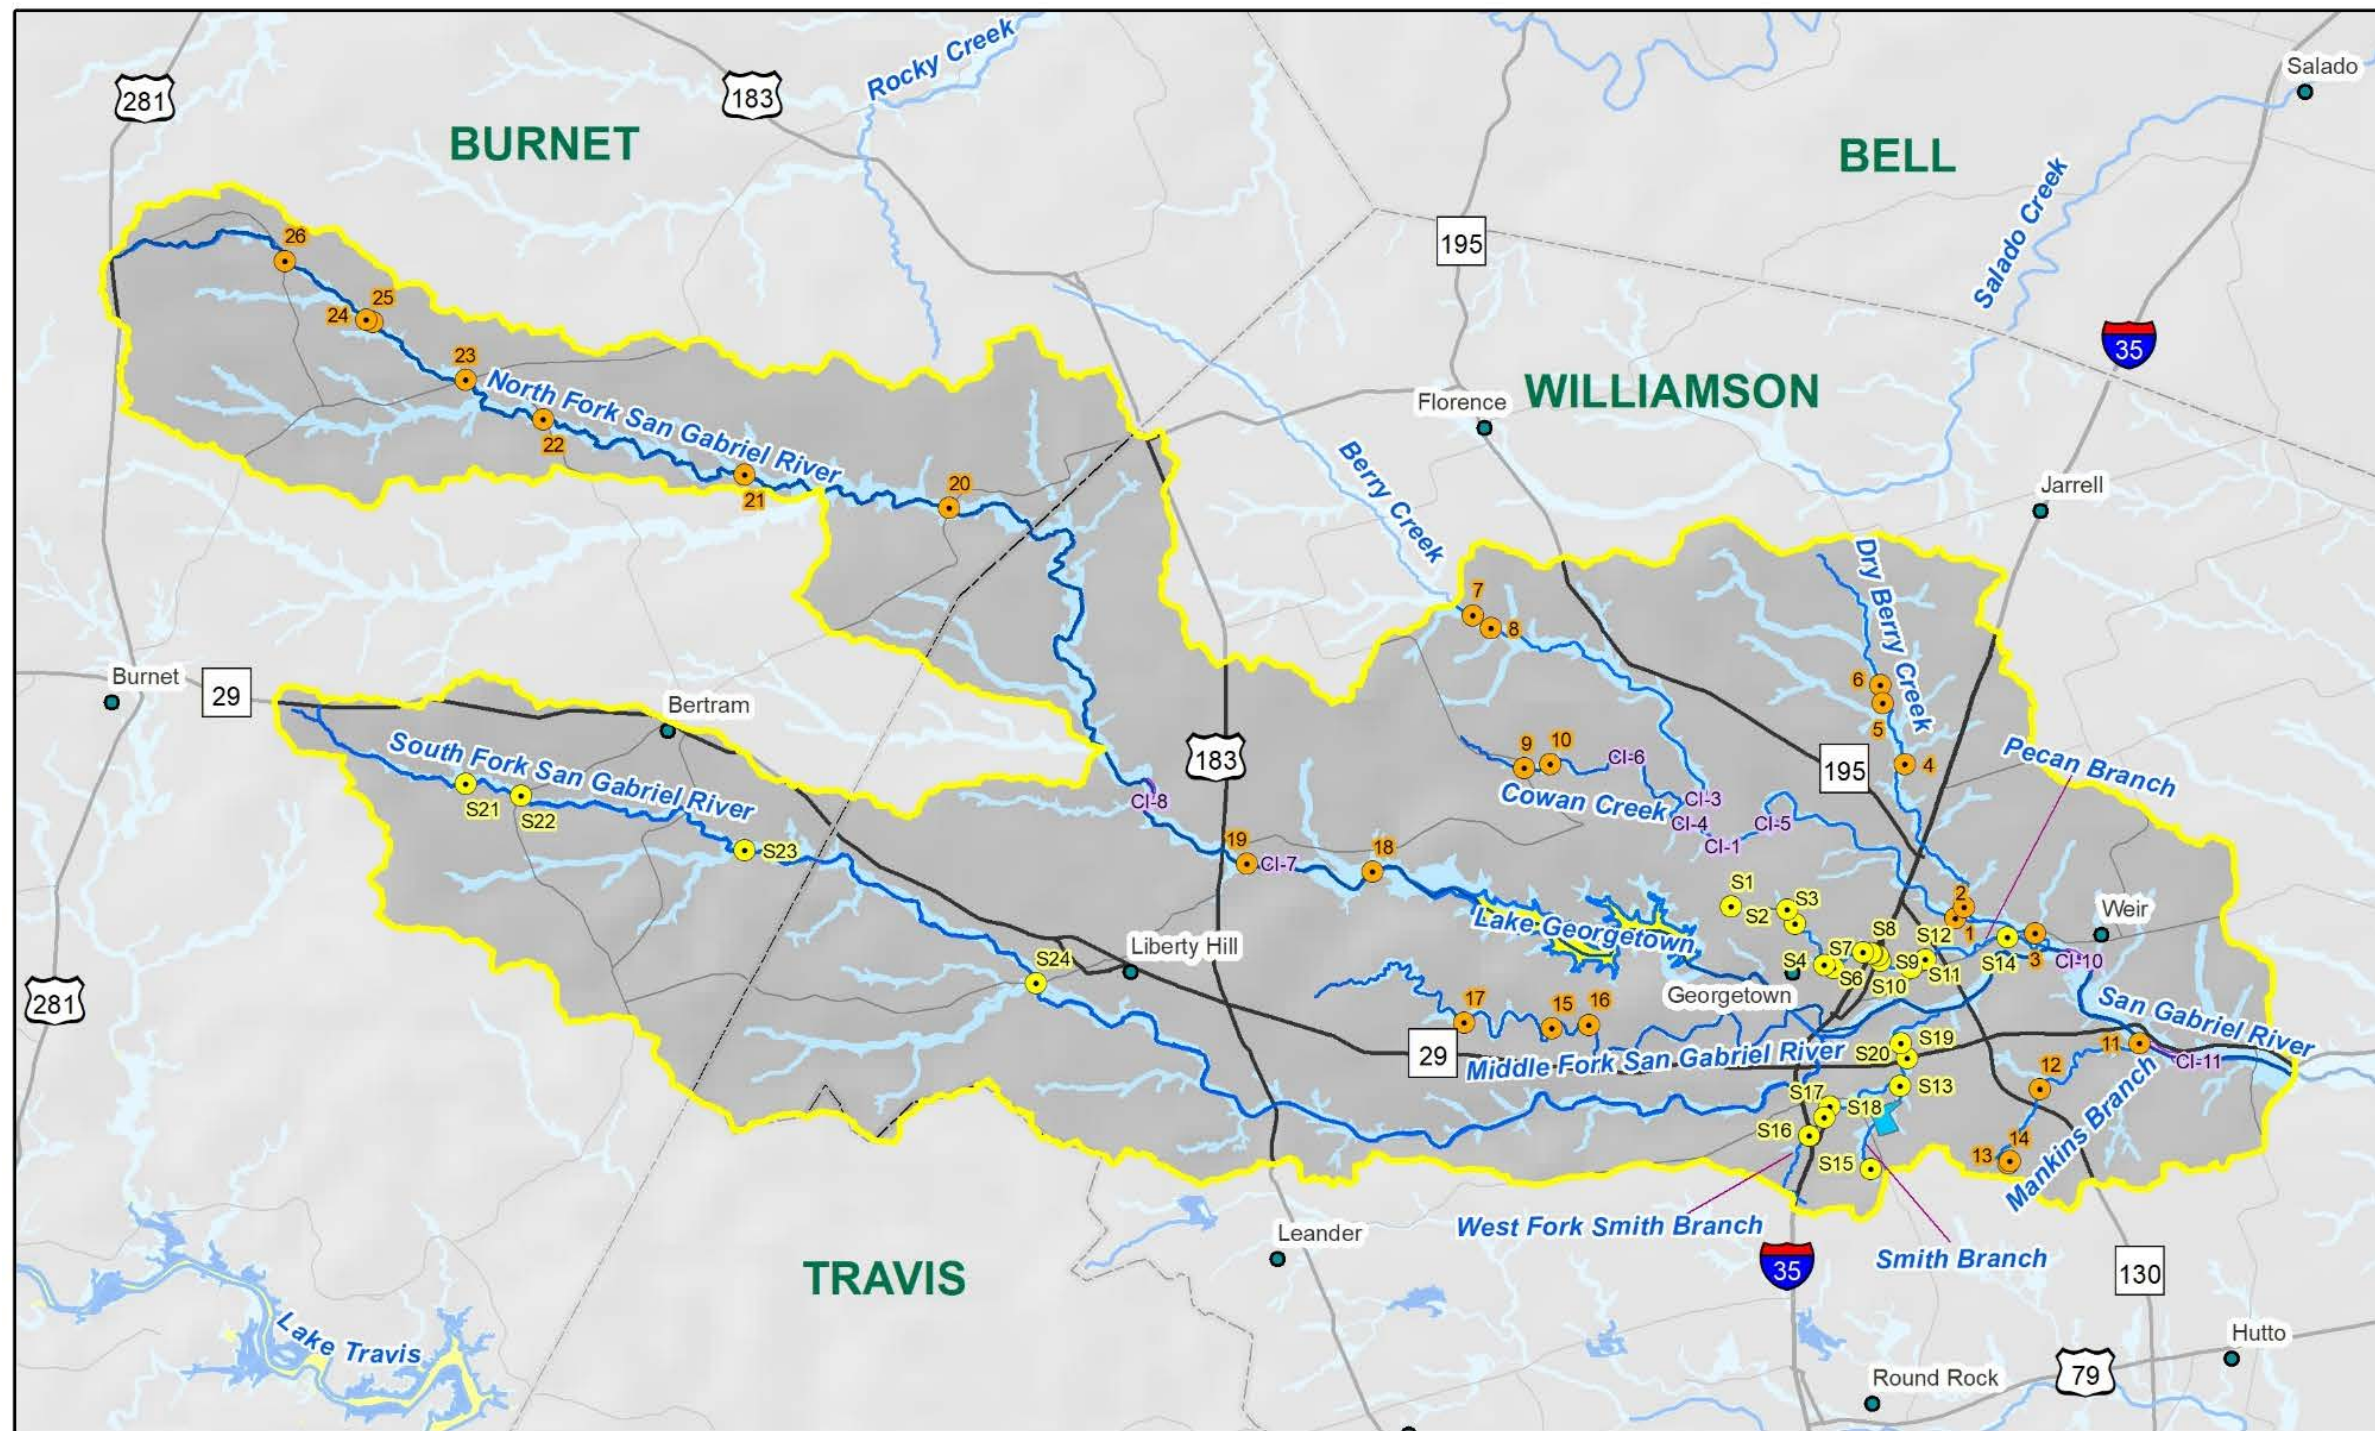 Rocky Creek
Salado
281
183
BURNET
BELL
Salado Creek
195
26
25
24
35
23
North Fork San Gabriel River
WILLIAMSON
Florence
22
Berry Creek
21
20
Jarrell
Dry Berry Creek
7
8
Burnet
29
Bertram
6
5
South Fork San Gabriel River
183
9
10
CI-6
195
4
Pecan Branch
S21
S22
CI-8
Cowan Creek
CI-3
CI-4
CI-5
CI-1
S23
19
CI-7
18
S1
S2
S3
2
1
Weir
Lake Georgetown
Liberty Hill
S24
S8
S7
S12
S4
S6
S9
S10
S11
S14
3
CI-10
Georgetown
281
17
15
16
San Gabriel River
29
Middle Fork San Gabriel River
S19
S20
11
CI-11
12
S17
S18
S13
S16
S15
13
14
Mankins Branch
West Fork Smith Branch
Leander
Smith Branch
TRAVIS
35
130
Lake Travis
Hutto
79
Round Rock